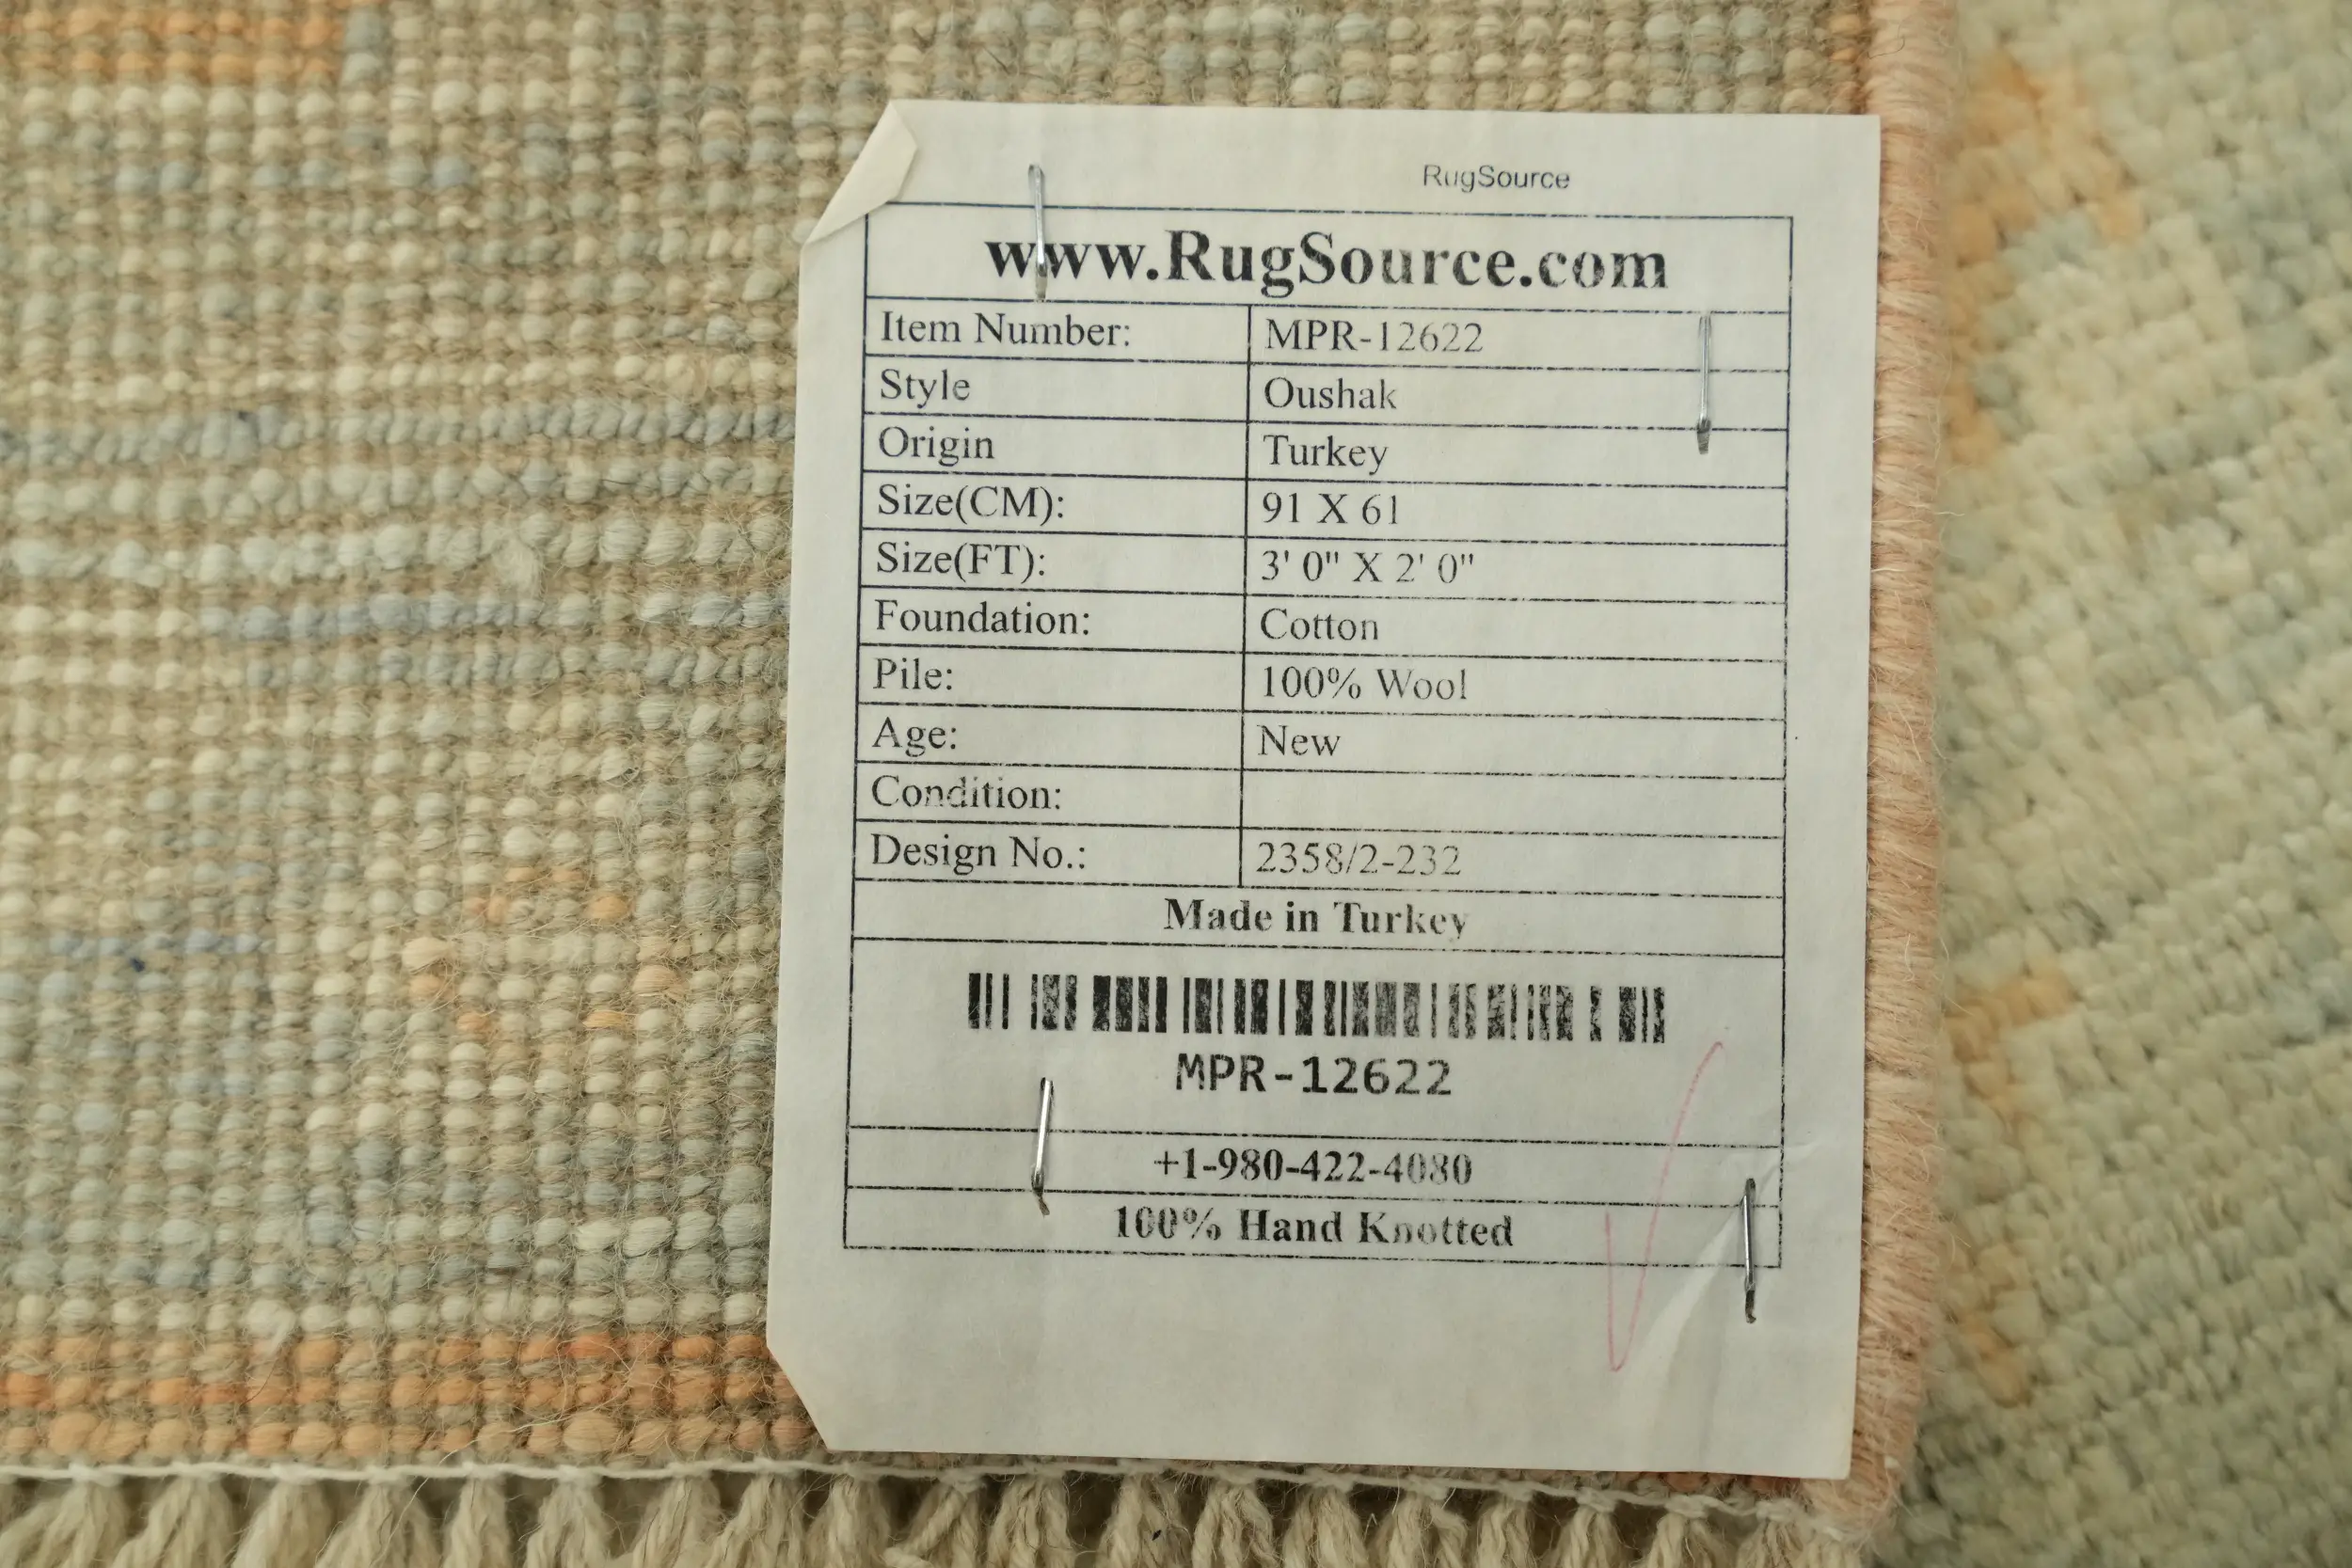 RugSource
www.RugSource.com
Item Number: MPR-12622
Style Oushak
Origin Turkey
Size(CM): 91 X 61
Size(FT): 3' 0" X 2' 0"
Foundation: Cotton
Pile: 100% Wool
Age: New
Condition:
Design No.: 2358/2-232
Made in Turkey
MPR-12622
+1-980-422-4080
100% Hand Knotted